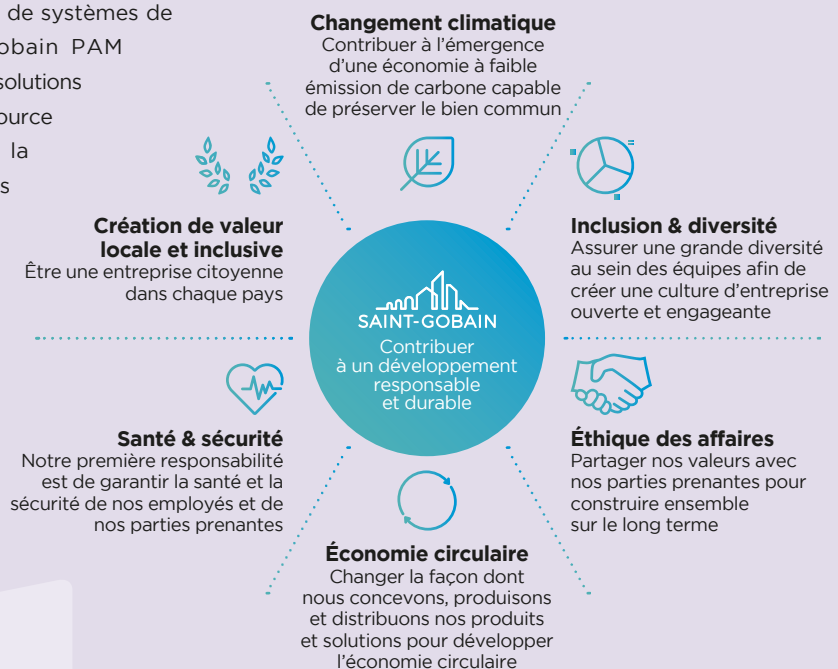 de systèmes de
PAM
solutions
la
Changement climatique
Contribuer à l'émergence
d'une économie à faible
émission de carbone capable
de préserver le bien commun
Création de valeur
locale et inclusive
Être une entreprise citoyenne
dans chaque pays
Inclusion & diversité
Assurer une grande diversité
au sein des équipes afin de
créer une culture d'entreprise
ouverte et engageante
SAINT-GOBAIN
Contribuer
à un développement
responsable
et durable
Santé & sécurité
Notre première responsabilité
est de garantir la santé et la
sécurité de nos employés et de
nos parties prenantes
Éthique des affaires
Partager nos valeurs avec
nos parties prenantes pour
construire ensemble
sur le long terme
Économie circulaire
Changer la façon dont
nous concevons, produisons
et distribuons nos produits
et solutions pour développer
l'économie circulaire